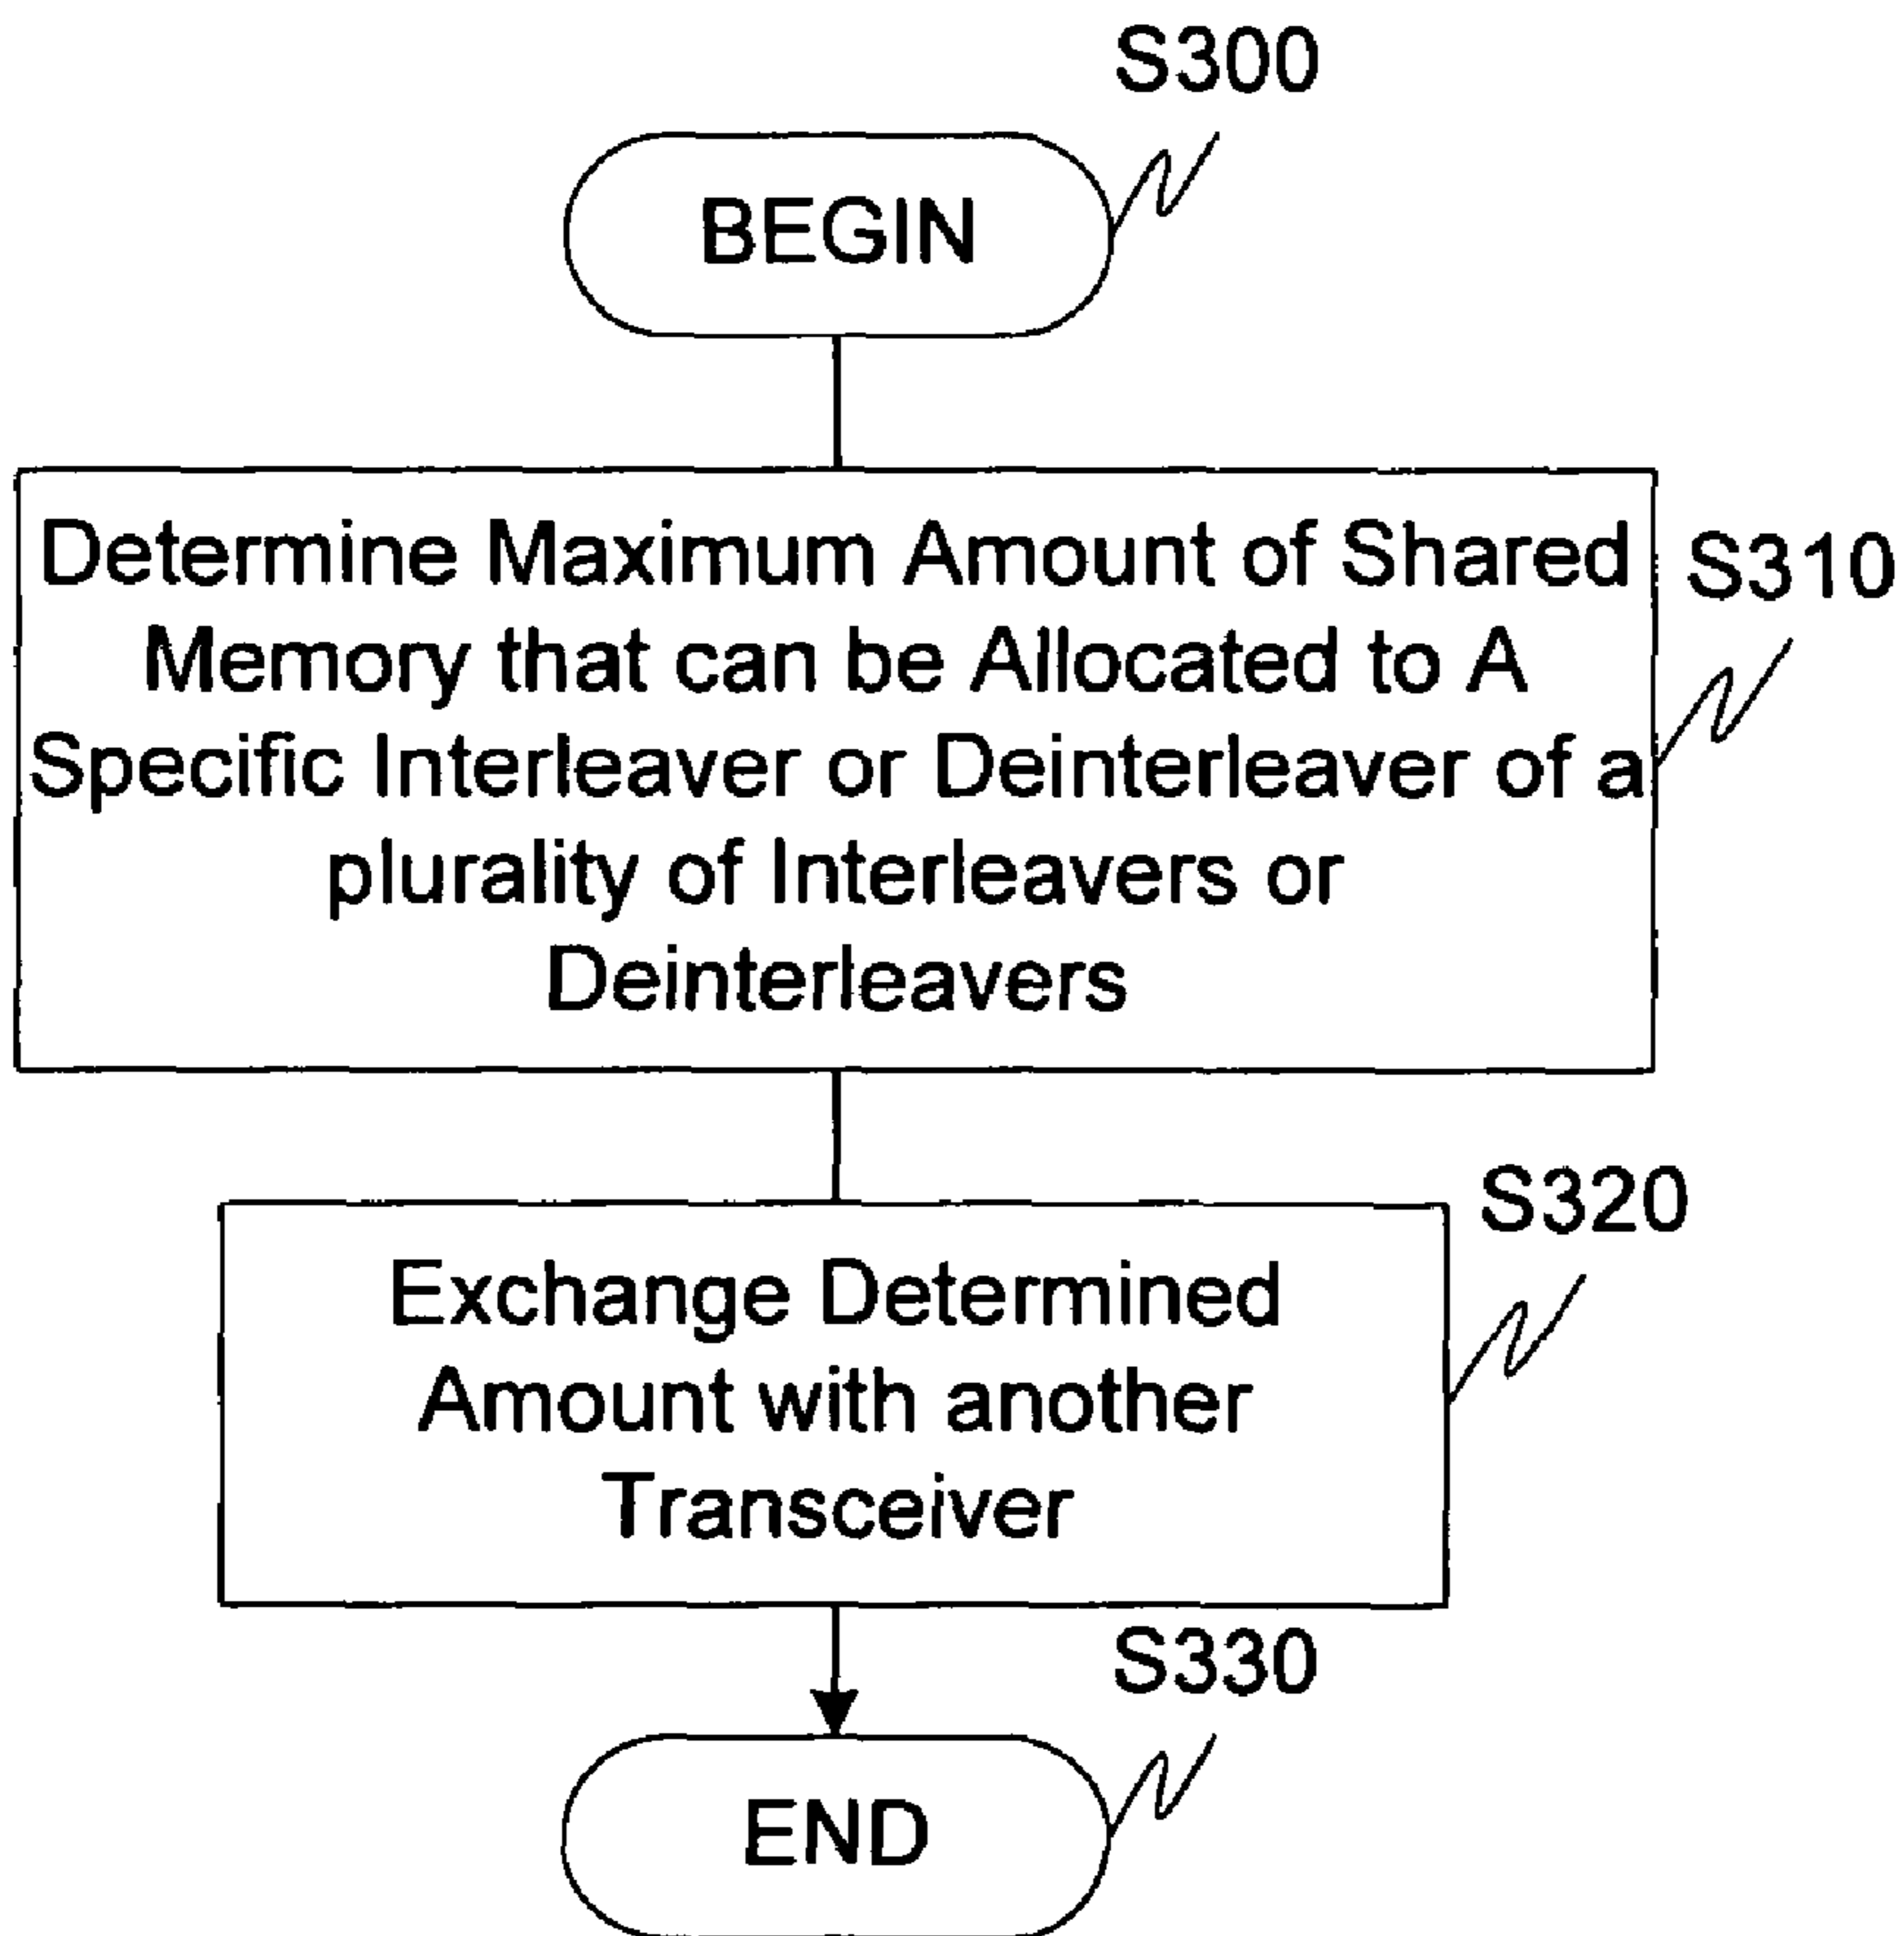 S300
BEGIN
Determine Maximum Amount of Shared
Memory that can be Allocated to A
Specific Interleaver or Deinterleaver of a
plurality of Interleavers or
Deinterleavers
S310
Exchange Determined
Amount with another
Transceiver
S320
S330
END